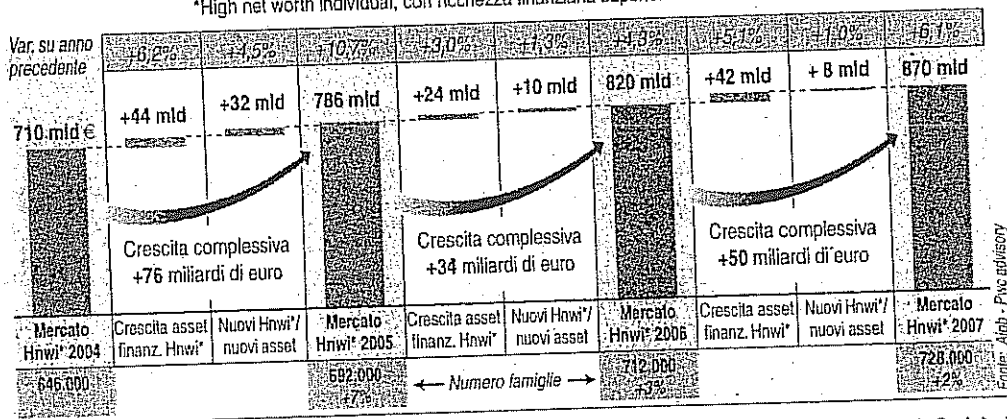 *High net worth individual, con ricchezza finanziaria
Var. su anno precedente
+6,2% +4,5% +10,7% +3,0% +1,3% +4,3% +5,1% +1,0% +6,1%
710 mld €
+44 mld
+32 mld
786 mld
+24 mld
+10 mld
820 mld
+42 mld
+ 8 mld
870 mld
Crescita complessiva
+76 miliardi di euro
Crescita complessiva
+34 miliardi di euro
Crescita complessiva
+50 miliardi di euro
Mercato
Hnwi* 2004
Crescita asset
finanz. Hnwi*
Nuovi Hnwi*/
nuovi asset
Mercato
Hnwi* 2005
Crescita asset
finanz. Hnwi*
Nuovi Hnwi*/
nuovi asset
Mercato
Hnwi* 2006
Crescita asset
finanz. Hnwi*
Nuovi Hnwi*/
nuovi asset
Mercato
Hnwi* 2007
646.000
692.000
+7%
← Numero famiglie →
712.000
+3%
728.000
+2%
Fonte: Aipb - Pwc advisory